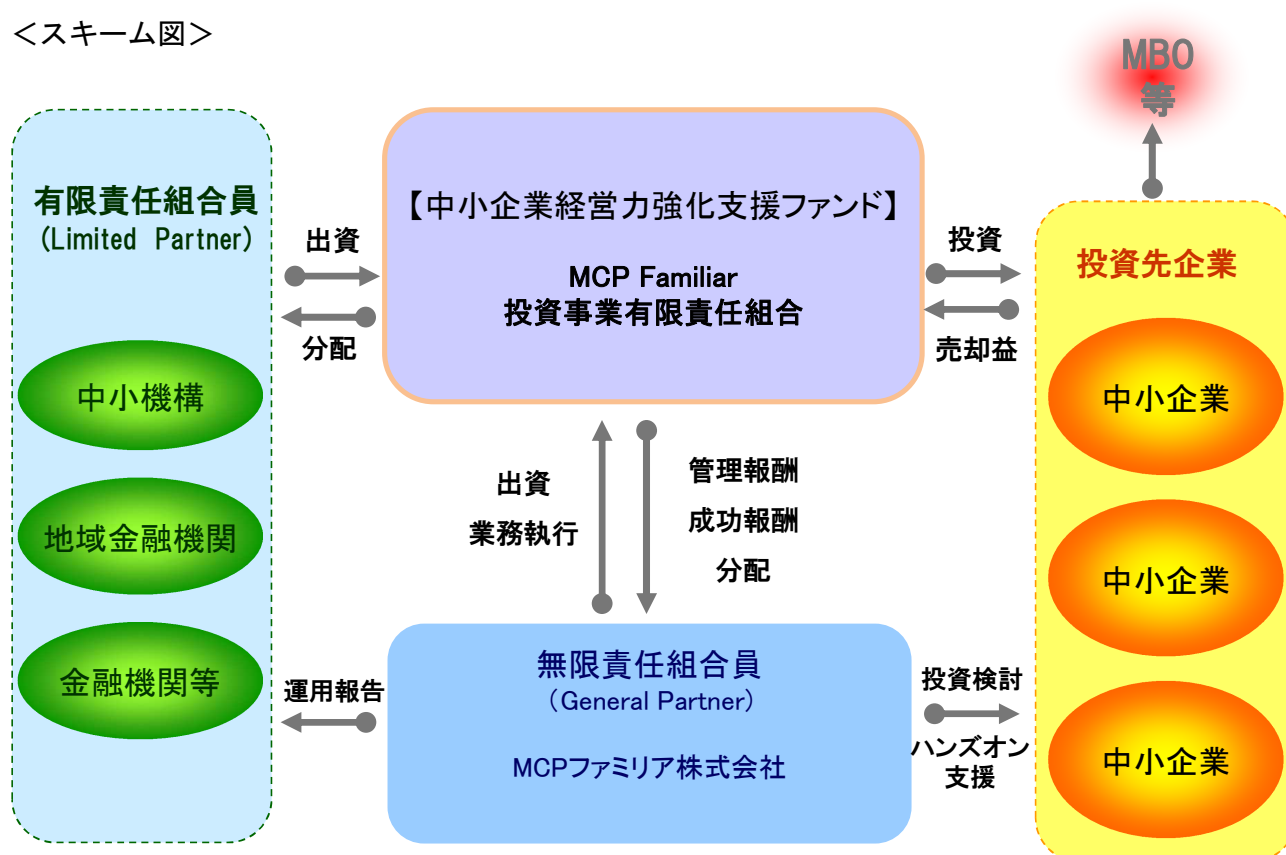 ＜スキーム図＞
MBO
等
有限責任組合員
(Limited Partner)
中小機構
地域金融機関
金融機関等
出資
分配
【中小企業経営力強化支援ファンド】
MCP Familiar
投資事業有限責任組合
投資
売却益
投資先企業
中小企業
中小企業
中小企業
出資
業務執行
管理報酬
成功報酬
分配
運用報告
無限責任組合員
（General Partner）
MCPファミリア株式会社
投資検討
ハンズオン
支援